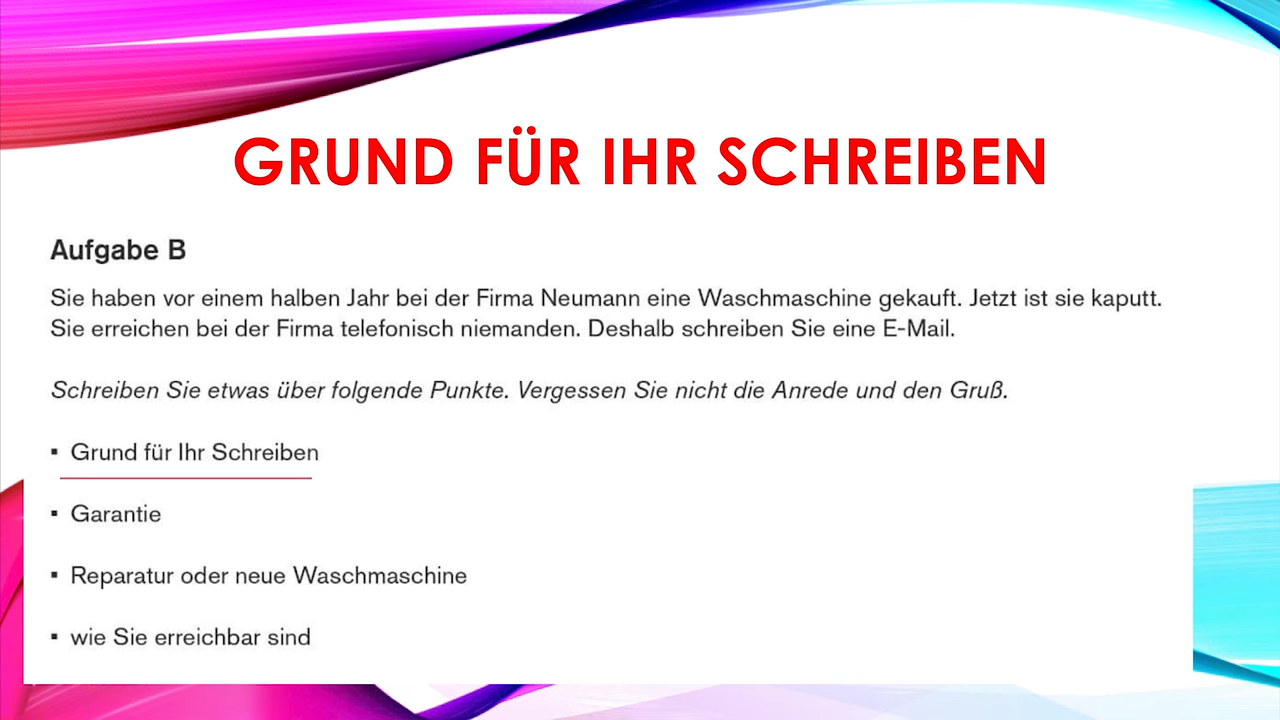 GRUND FÜR IHR SCHREIBEN
Aufgabe B
Sie haben vor einem halben Jahr bei der Firma Neumann eine Waschmaschine gekauft. Jetzt ist sie kaputt.
Sie erreichen bei der Firma telefonisch niemanden. Deshalb schreiben Sie eine E-Mail.
Schreiben Sie etwas über folgende Punkte. Vergessen Sie nicht die Anrede und den Gruß.
▪ Grund für Ihr Schreiben
▪ Garantie
▪ Reparatur oder neue Waschmaschine
▪ wie Sie erreichbar sind